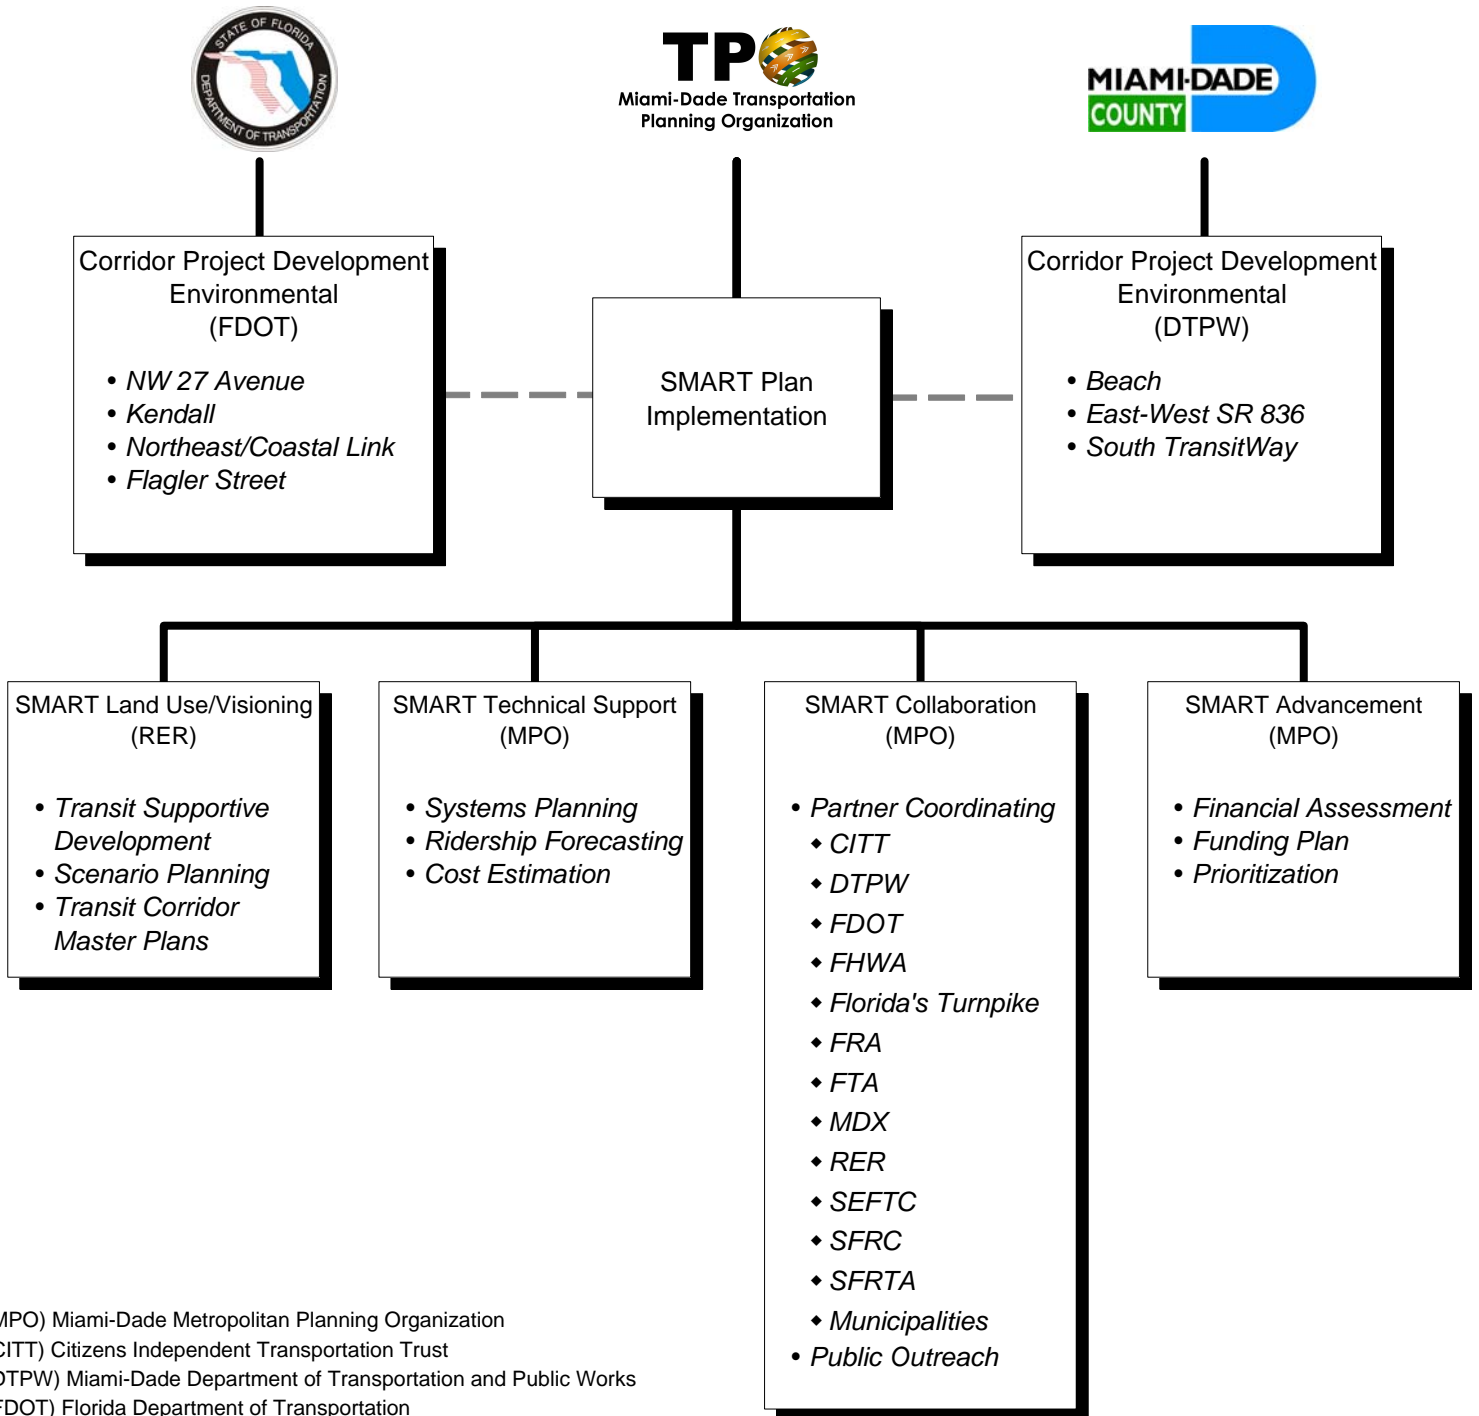 STATE OF FLORIDA
DEPARTMENT OF TRANSPORTATION
TPO
Miami-Dade Transportation
Planning Organization
MIAMI-DADE
COUNTY
Corridor Project Development
Environmental
(FDOT)
• NW 27 Avenue
• Kendall
• Northeast/Coastal Link
• Flagler Street
SMART Plan
Implementation
Corridor Project Development
Environmental
(DTPW)
• Beach
• East-West SR 836
• South TransitWay
SMART Land Use/Visioning
(RER)
• Transit Supportive
Development
• Scenario Planning
• Transit Corridor
Master Plans
SMART Technical Support
(MPO)
• Systems Planning
• Ridership Forecasting
• Cost Estimation
SMART Collaboration
(MPO)
• Partner Coordinating
◆ CITT
◆ DTPW
◆ FDOT
◆ FHWA
◆ Florida's Turnpike
◆ FRA
◆ FTA
◆ MDX
◆ RER
◆ SEFTC
◆ SFRC
◆ SFRTA
◆ Municipalities
• Public Outreach
SMART Advancement
(MPO)
• Financial Assessment
• Funding Plan
• Prioritization
MPO) Miami-Dade Metropolitan Planning Organization
CITT) Citizens Independent Transportation Trust
DTPW) Miami-Dade Department of Transportation and Public Works
FDOT) Florida Department of Transportation